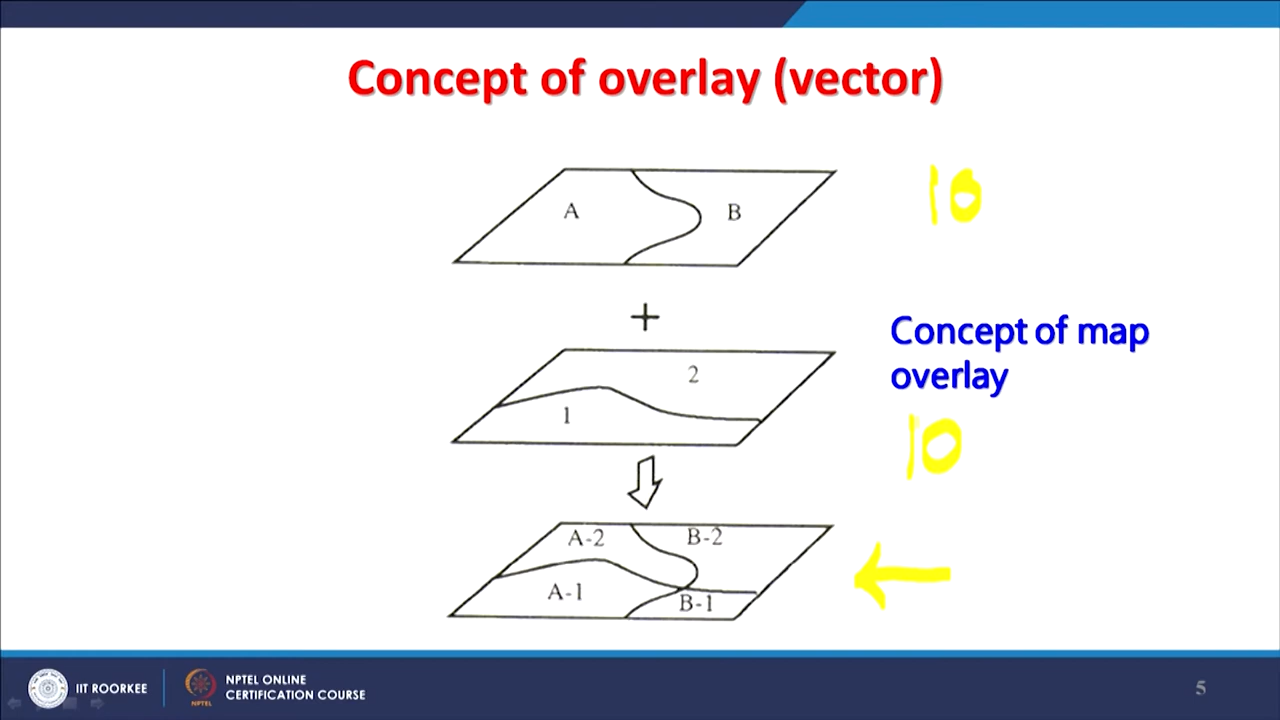 Concept of overlay (vector)
A
B
10
+
Concept of map
overlay
2
1
10
A-2
B-2
A-1
B-1
IIT ROORKEE
NPTEL
NPTEL ONLINE
CERTIFICATION COURSE
5